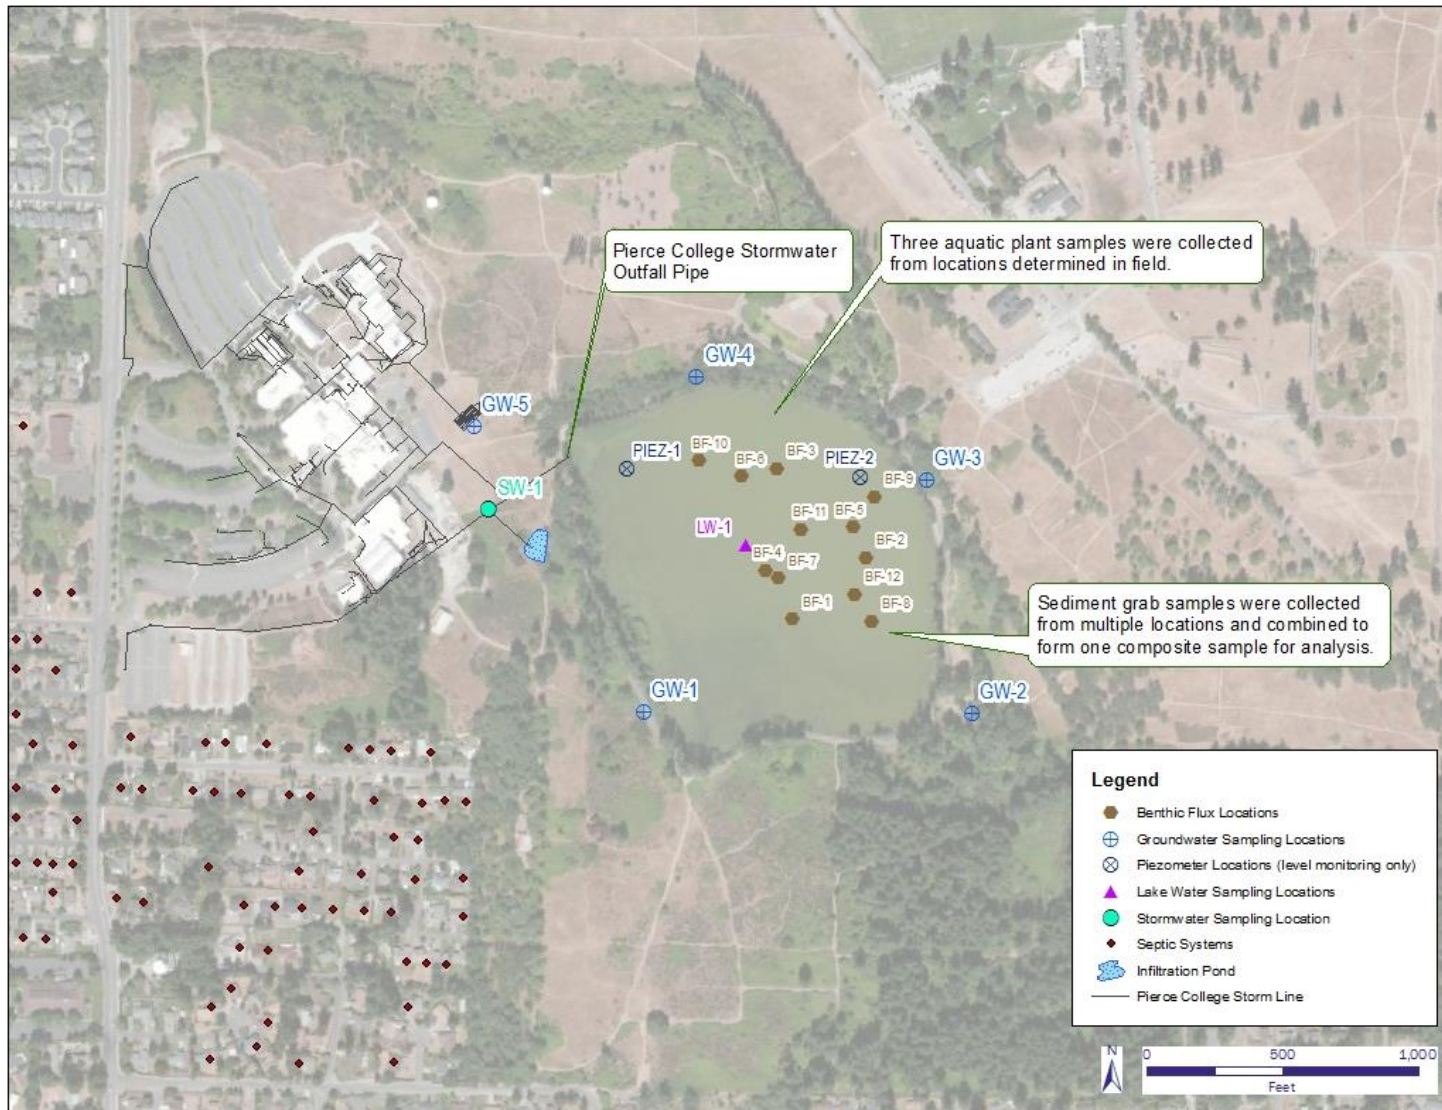 Pierce College Stormwater
Outfall Pipe
Three aquatic plant samples were collected
from locations determined in field.
GW-4
GW-5
PIEZ-1
BF-10
BF-6
BF-3
PIEZ-2
GW-3
BF-9
SW-1
BF-11
BF-5
LW-1
BF-4
BF-7
BF-2
BF-12
BF-1
BF-8
Sediment grab samples were collected
from multiple locations and combined to
form one composite sample for analysis.
GW-1
GW-2
Legend
Benthic Flux Locations
Groundwater Sampling Locations
Piezometer Locations (level monitoring only)
Lake Water Sampling Locations
Stormwater Sampling Location
Septic Systems
Infiltration Pond
Pierce College Storm Line
N
0 500 1,000
Feet